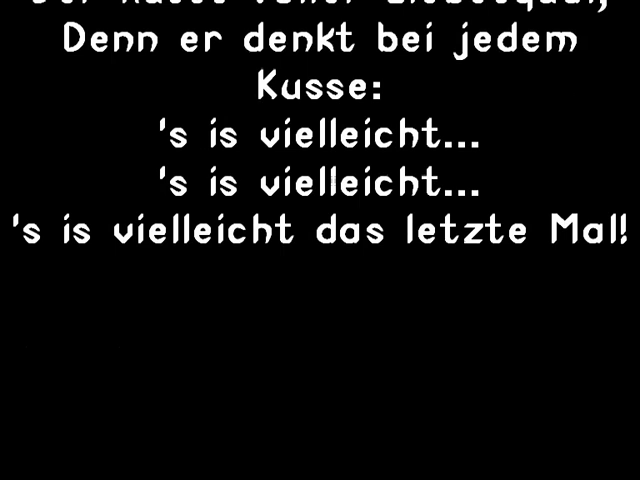 Denn er denkt bei jedem
Kusse:
's is vielleicht...
's is vielleicht...
's is vielleicht das letzte Mal!